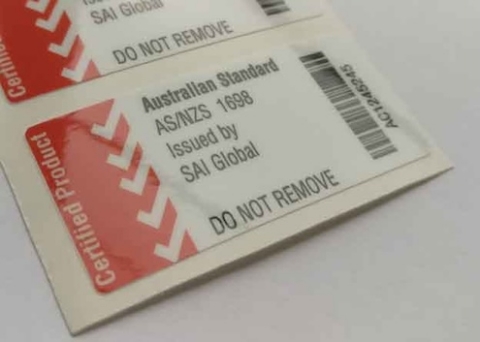 SAI Global
DO NOT REMOVE
Certified Product
Australian Standard
AS/NZS 1698
Issued by
SAI Global
DO NOT REMOVE
AC1246245